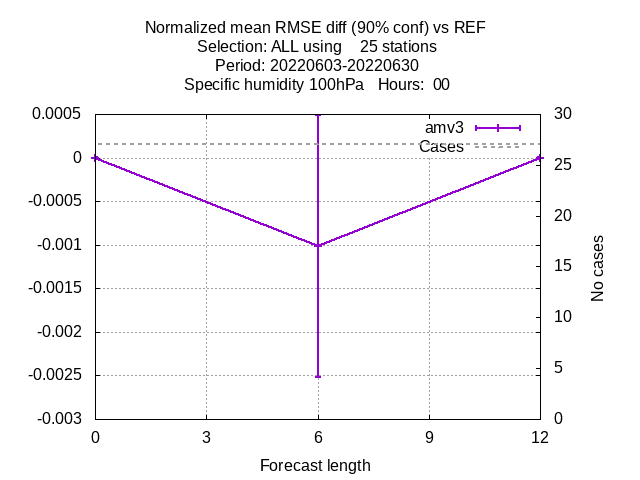 Normalized mean RMSE diff (90% conf) vs REF
Selection: ALL using    25 stations
Period: 20220603-20220630
Specific humidity 100hPa   Hours:  00
0.0005
0
-0.0005
-0.001
-0.0015
-0.002
-0.0025
-0.003
amv3
Cases
30
25
20
15
10
5
0
No cases
0 3 6 9 12
Forecast length